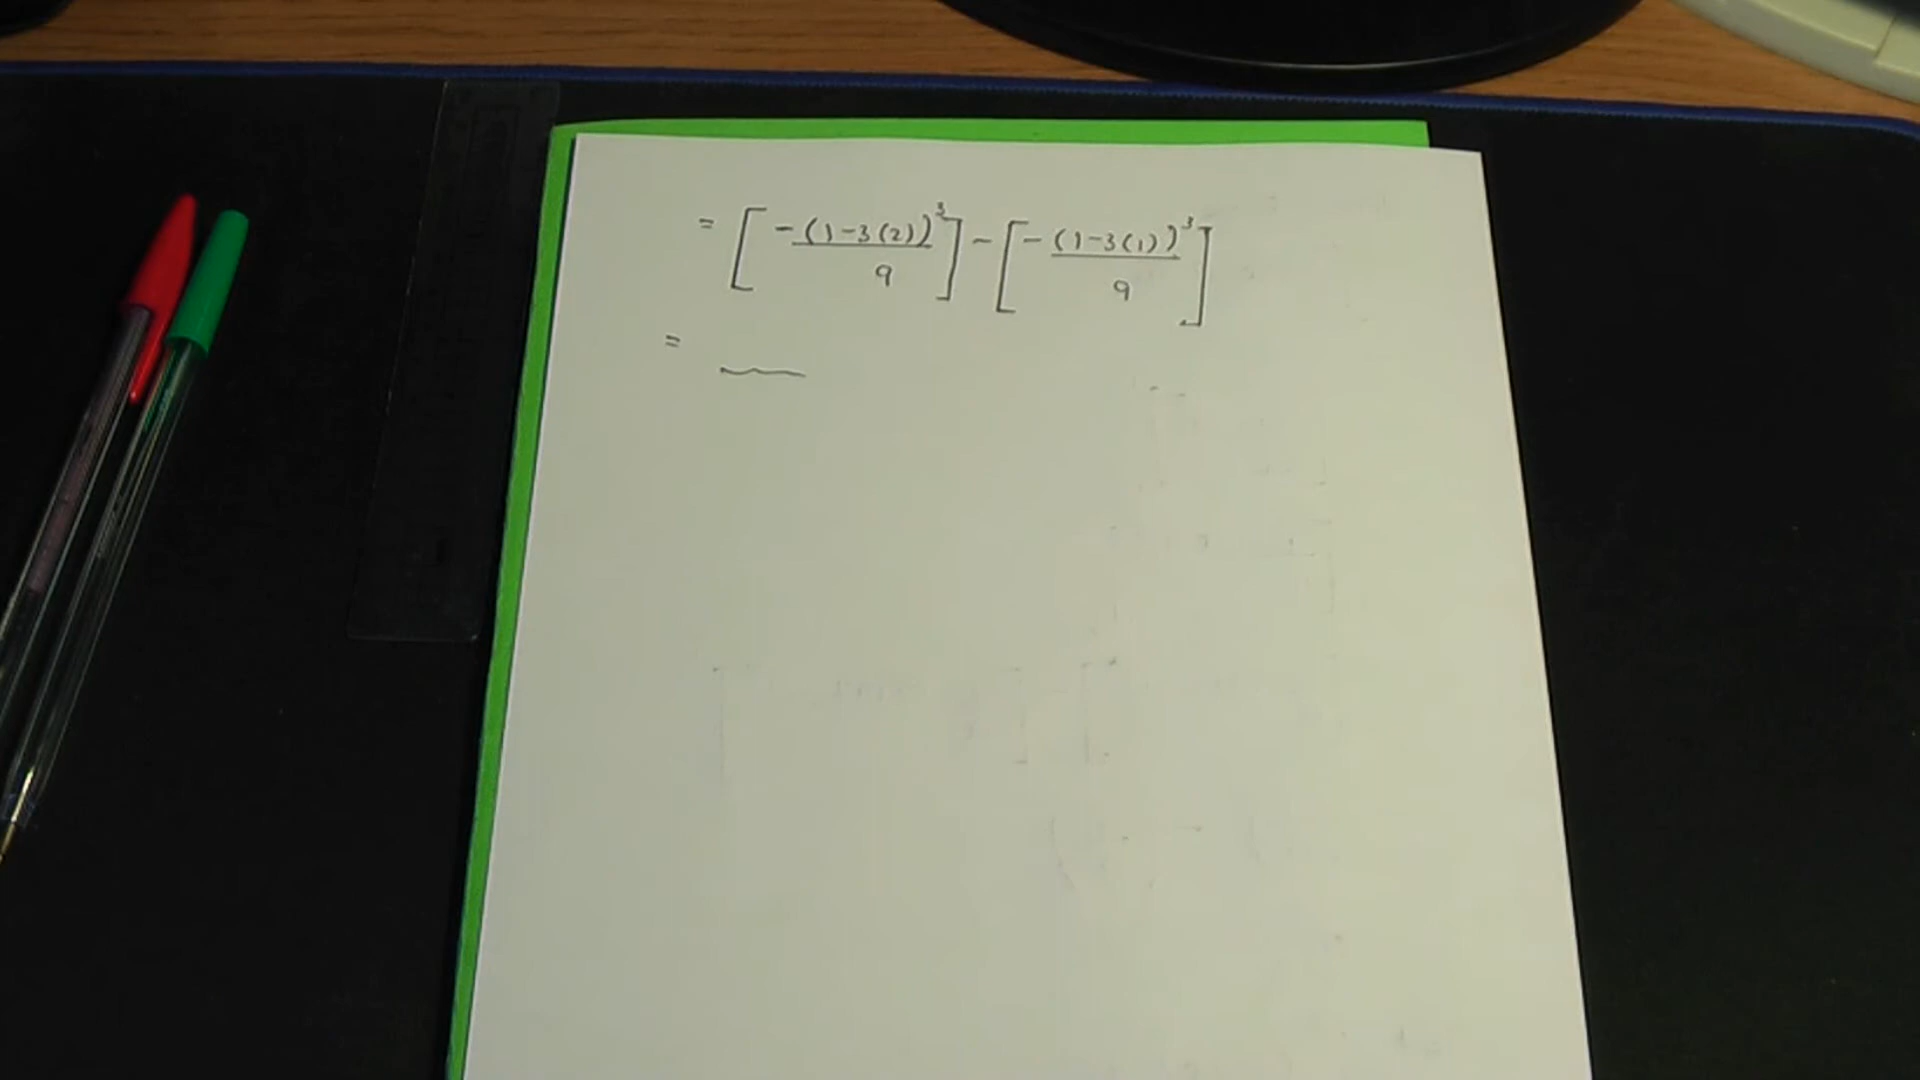 = [-(1-3(2))³/9] - [-(1-3(1))³/9]
=